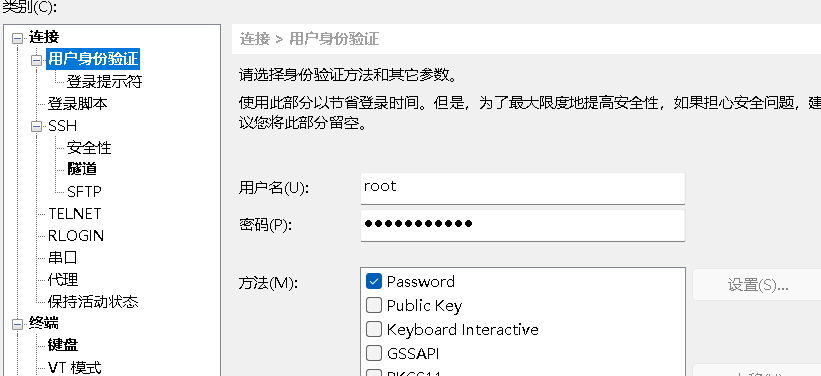 类别(C):
连接
用户身份验证
登录提示符
登录脚本
SSH
安全性
隧道
SFTP
TELNET
RLOGIN
串口
代理
保持活动状态
终端
键盘
VT 模式
连接 > 用户身份验证
请选择身份验证方法和其它参数。
使用此部分以节省登录时间。但是，为了最大限度地提高安全性，如果担心安全问题，建
议您将此部分留空。
用户名(U):
root
密码(P):
●●●●●●●●●●●
方法(M):
Password
设置(S)...
Public Key
Keyboard Interactive
GSSAPI